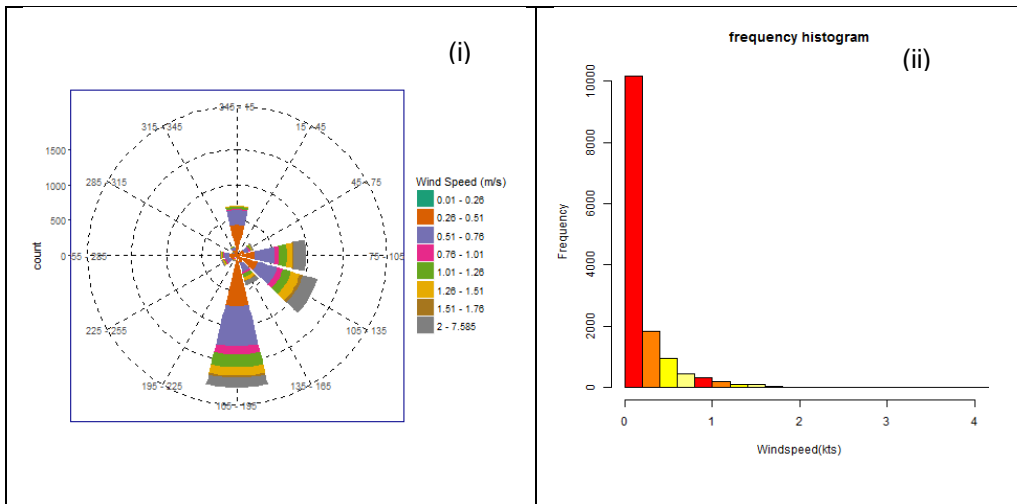 (i)
345 - 15
315 - 345
15 - 45
1500
285 - 315
45 - 75
1000
Wind Speed (m/s)
0.01 - 0.26
0.26 - 0.51
500
0.51 - 0.76
0.76 - 1.01
count
0
55 - 285
75 - 105
1.01 - 1.26
1.26 - 1.51
1.51 - 1.76
2 - 7.585
225 - 255
105 - 135
195 - 225
135 - 165
165 - 195
frequency histogram
(ii)
Frequency
10000
8000
6000
4000
2000
0
0 1 2 3 4
Windspeed(kts)